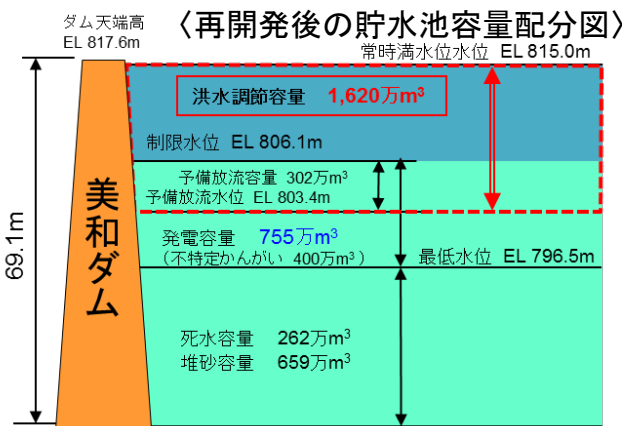 〈再開発後の貯水池容量配分図〉
ダム天端高
EL 817.6m
常時満水位水位 EL 815.0m
洪水調節容量 1,620万m³
制限水位 EL 806.1m
予備放流容量 302万m³
予備放流水位 EL 803.4m
発電容量 755万m³
（不特定かんがい 400万m³）
最低水位 EL 796.5m
美和ダム
69.1m
死水容量 262万m³
堆砂容量 659万m³